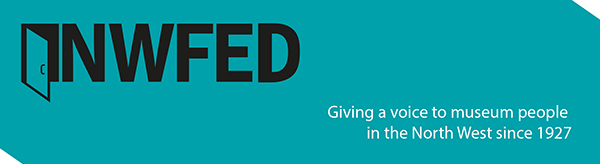 NWFED
Giving a voice to museum people
in the North West since 1927